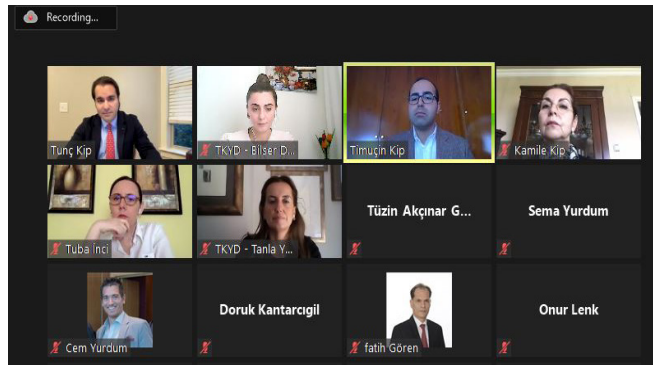 Recording...
Tunç Kip
TKYD - Bilser D...
Timuçin Kip
Kamile Kip
Tuba İnci
TKYD - Tanla Y...
Tüzin Akçınar G...
Sema Yurdum
Cem Yurdum
Doruk Kantarcıgil
fatih Gören
Onur Lenk